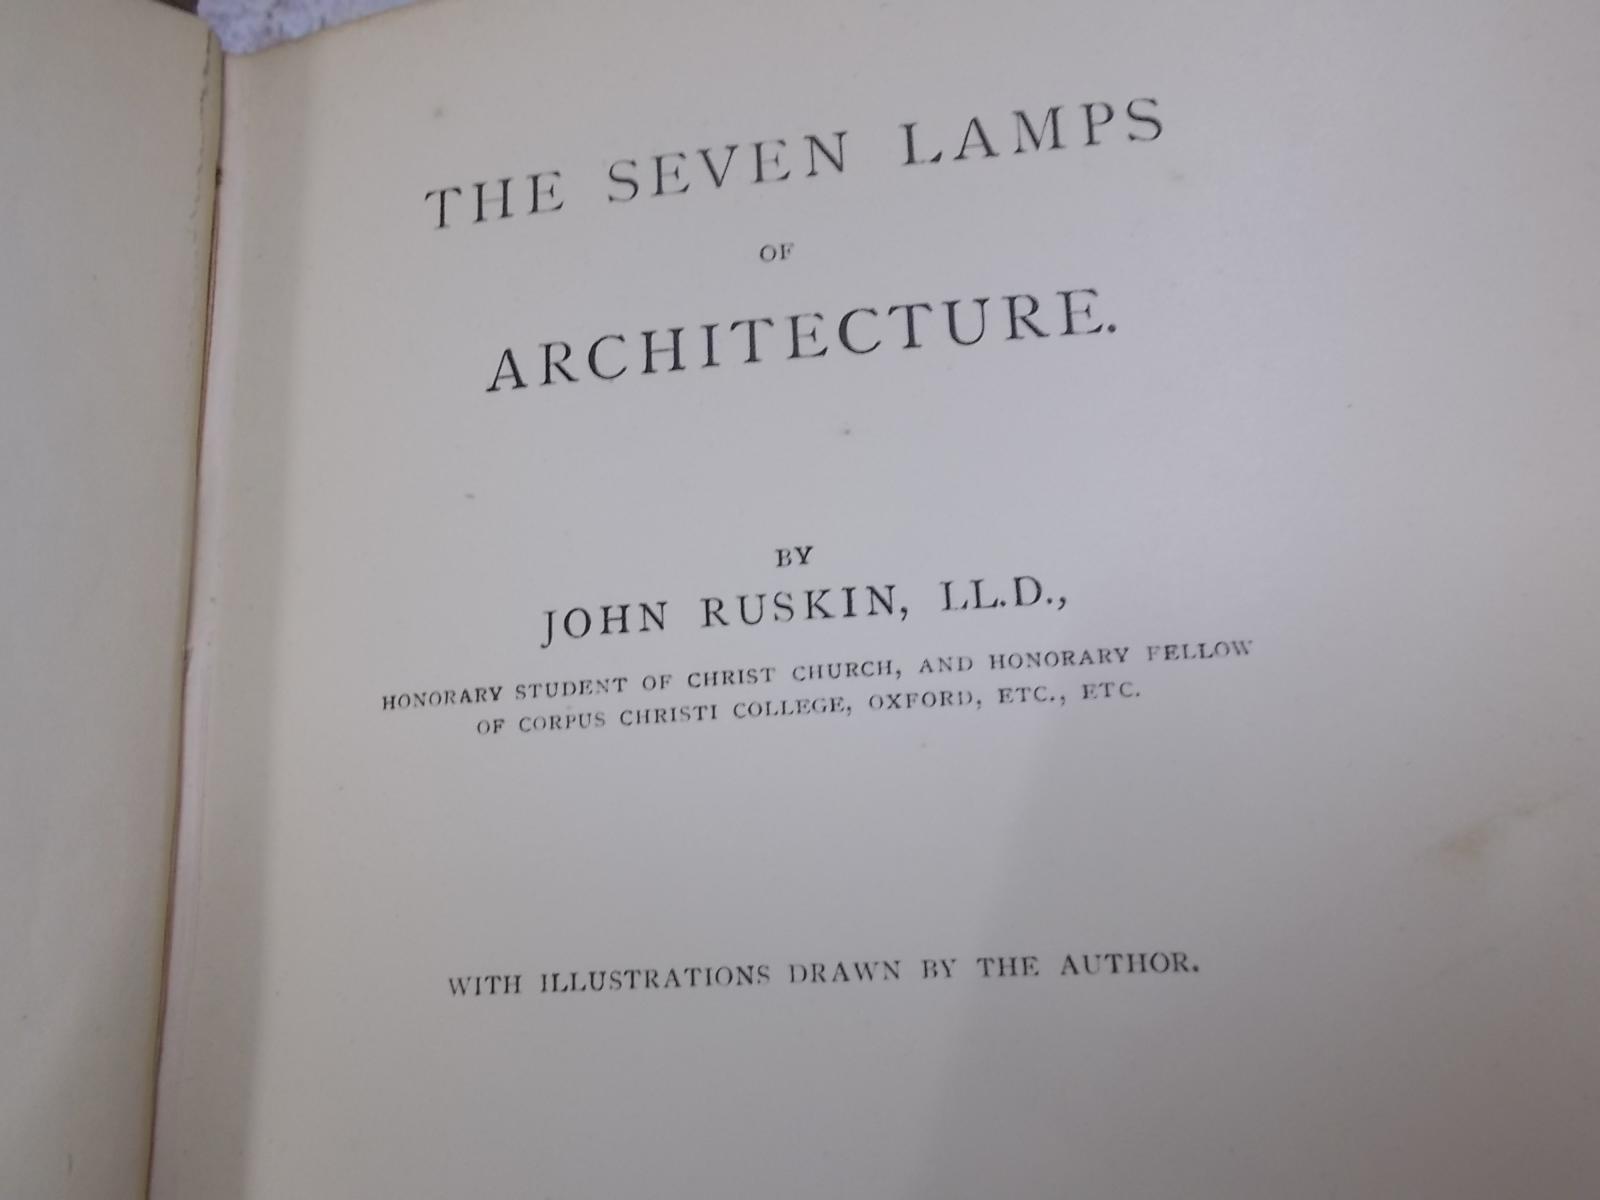 THE SEVEN LAMPS
OF
ARCHITECTURE.
BY
JOHN RUSKIN, LL.D.,
HONORARY STUDENT OF CHRIST CHURCH, AND HONORARY FELLOW
OF CORPUS CHRISTI COLLEGE, OXFORD, ETC., ETC.
WITH ILLUSTRATIONS DRAWN BY THE AUTHOR.